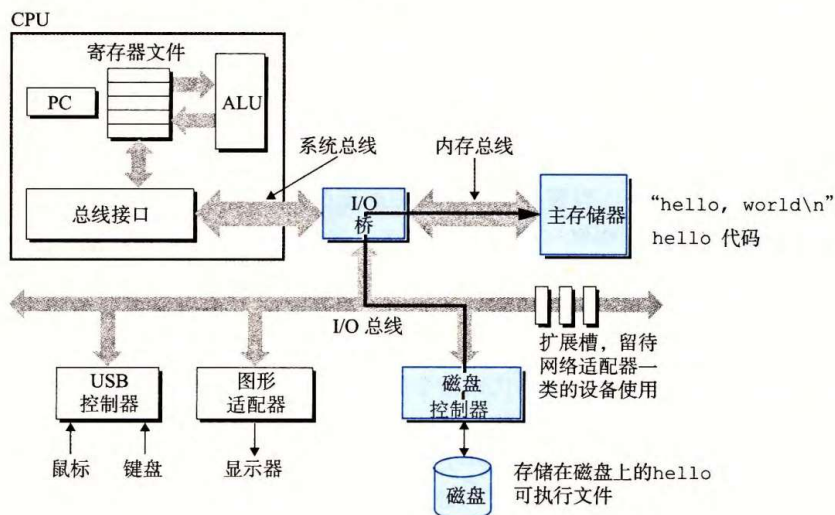 CPU
寄存器文件
PC
ALU
系统总线
内存总线
总线接口
I/O
桥
主存储器
“hello, world\n”
hello 代码
I/O 总线
扩展槽，留待
网络适配器一
类的设备使用
USB
控制器
图形
适配器
磁盘
控制器
鼠标
键盘
显示器
磁盘
存储在磁盘上的hello
可执行文件